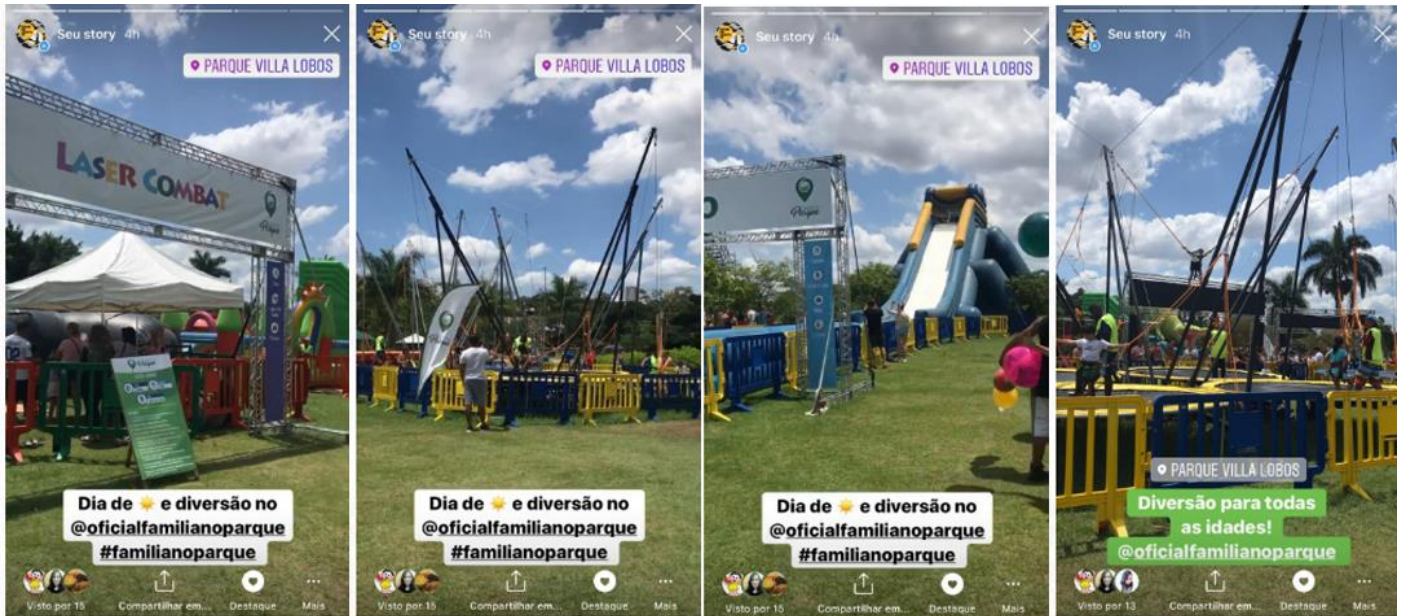 Seu story 4h
PARQUE VILLA LOBOS
LASER COMBAT
Parque
Dia de ☀️ e diversão no
@oficialfamilianoparque
#familianoparque
Visto por 15
Compartilhar em...
Destaque
Mais
Seu story 4h
PARQUE VILLA LOBOS
Dia de ☀️ e diversão no
@oficialfamilianoparque
#familianoparque
Visto por 15
Compartilhar em...
Destaque
Mais
Seu story 4h
PARQUE VILLA LOBOS
O
Parque
Dia de ☀️ e diversão no
@oficialfamilianoparque
#familianoparque
Visto por 15
Compartilhar em...
Destaque
Mais
Seu story 4h
PARQUE VILLA LOBOS
Diversão para todas
as idades!
@oficialfamilianoparque
Visto por 13
Compartilhar em...
Destaque
Mais